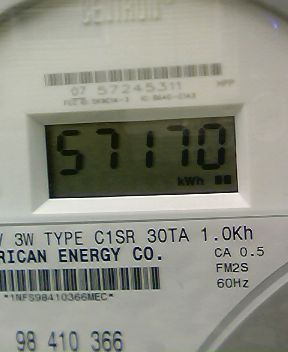 CENTRON
07 57245311
57170
kWh
V 3W TYPE C1SR 30TA 1.0Kh
RICAN ENERGY CO. CA 0.5
FM2S
*1NFS98410366MEC* 60Hz
98 410 366